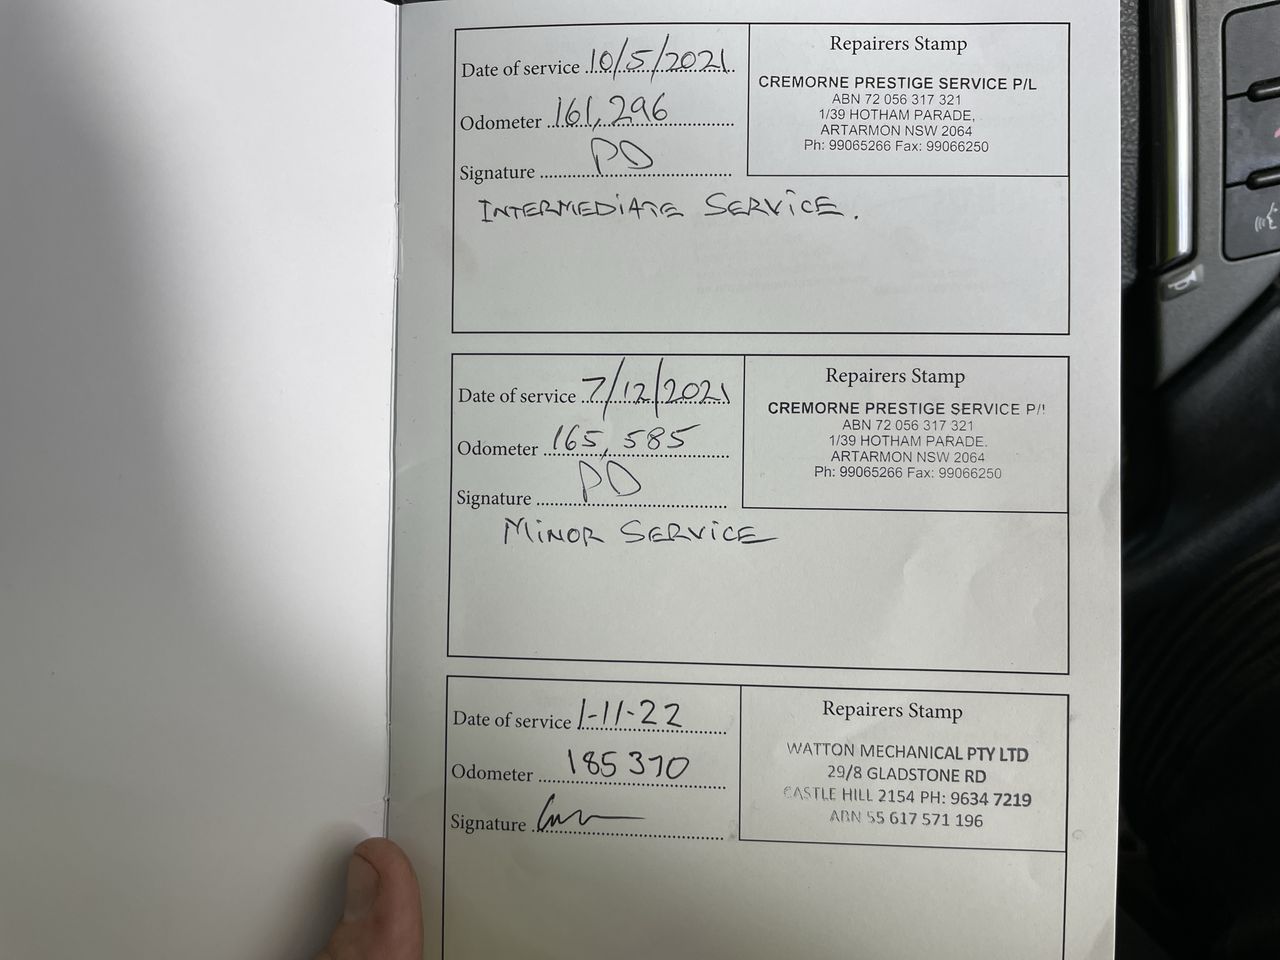 Date of service 10/5/2021
Repairers Stamp
CREMORNE PRESTIGE SERVICE P/L
ABN 72 056 317 321
1/39 HOTHAM PARADE,
ARTARMON NSW 2064
Ph: 99065266 Fax: 99066250
Odometer 161,296
Signature PD
INTERMEDIATE SERVICE.
Date of service 7/12/2021
Repairers Stamp
CREMORNE PRESTIGE SERVICE P/
ABN 72 056 317 321
1/39 HOTHAM PARADE.
ARTARMON NSW 2064
Ph: 99065266 Fax: 99066250
Odometer 165,585
Signature PD
MINOR SERVICE
Date of service 1-11-22
Repairers Stamp
WATTON MECHANICAL PTY LTD
29/8 GLADSTONE RD
CASTLE HILL 2154 PH: 9634 7219
ABN 55 617 571 196
Odometer 185 370
Signature